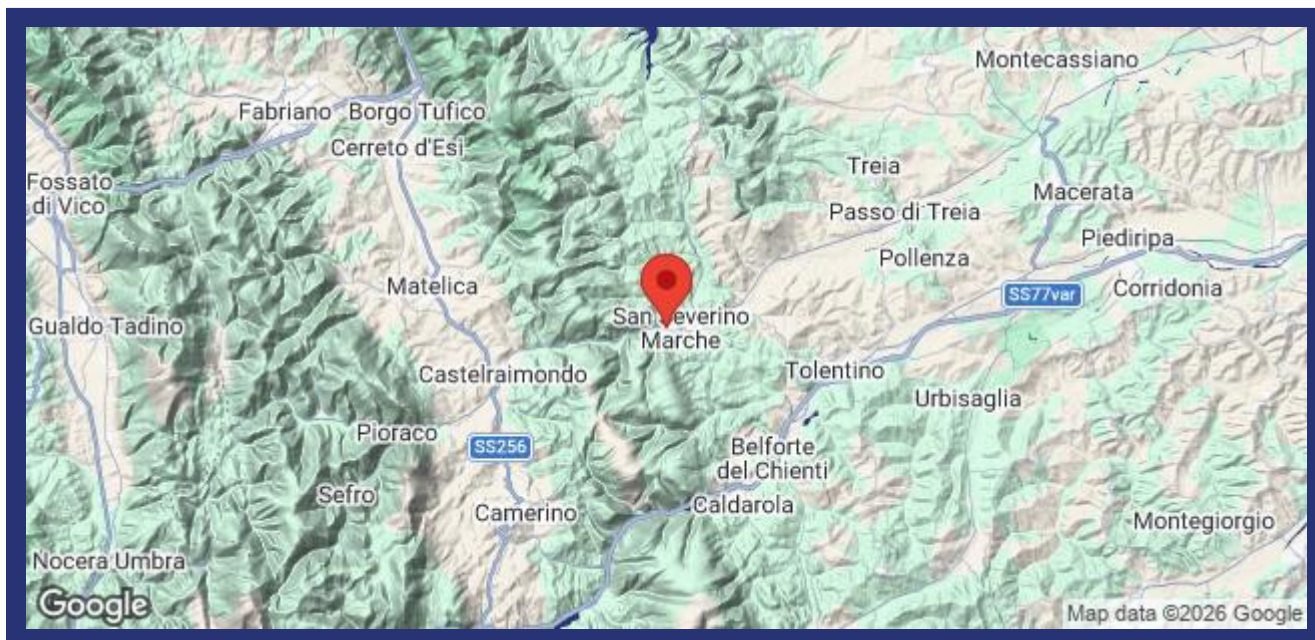 Montecassiano
Fabriano
Borgo Tufico
Cerreto d'Esi
Treia
Fossato
di Vico
Macerata
Passo di Treia
Piediripa
Pollenza
Matelica
SS77var
Corridonia
San Severino
Marche
Gualdo Tadino
Castelraimondo
Tolentino
Urbisaglia
Pioraco
SS256
Belforte
del Chienti
Sefro
Camerino
Caldarola
Montegiorgio
Nocera Umbra
Google
Map data ©2026 Google